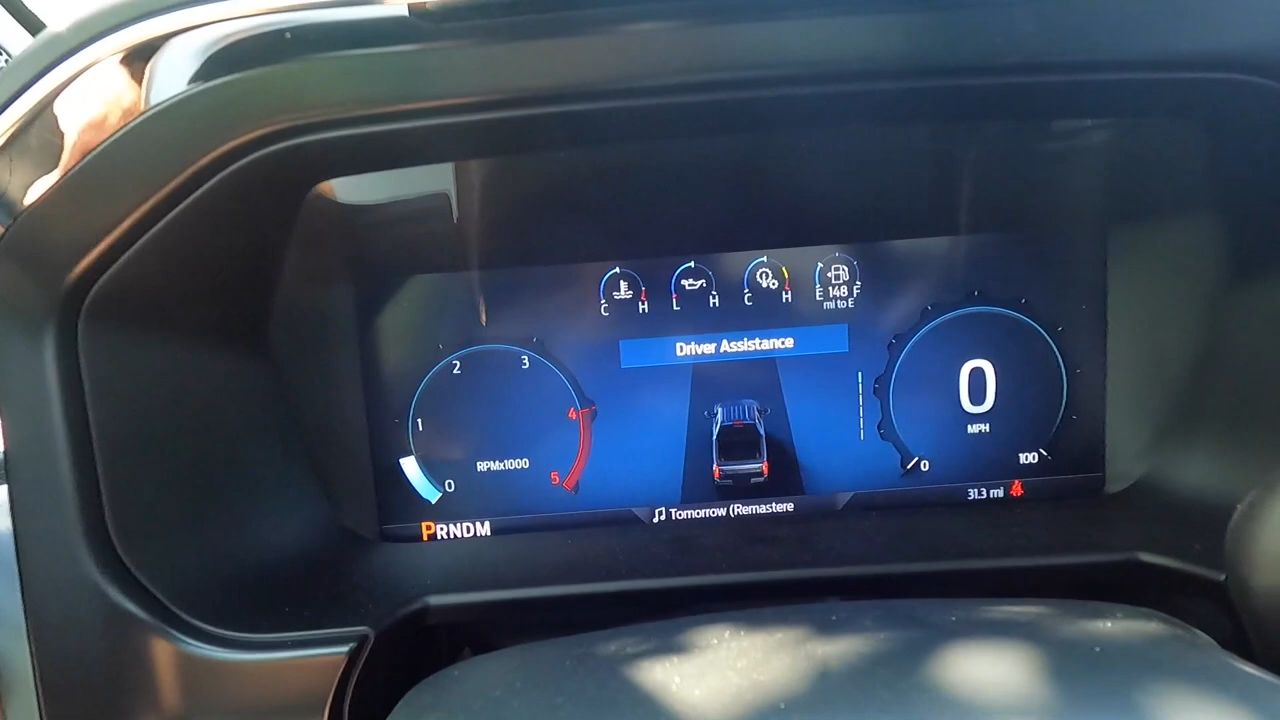 C H
L H
C H
E 148 F
mi to E
Driver Assistance
0 1 2 3 4 5
RPMx1000
0
MPH
0 100
31.3 mi
Tomorrow (Remastere
PRNDM